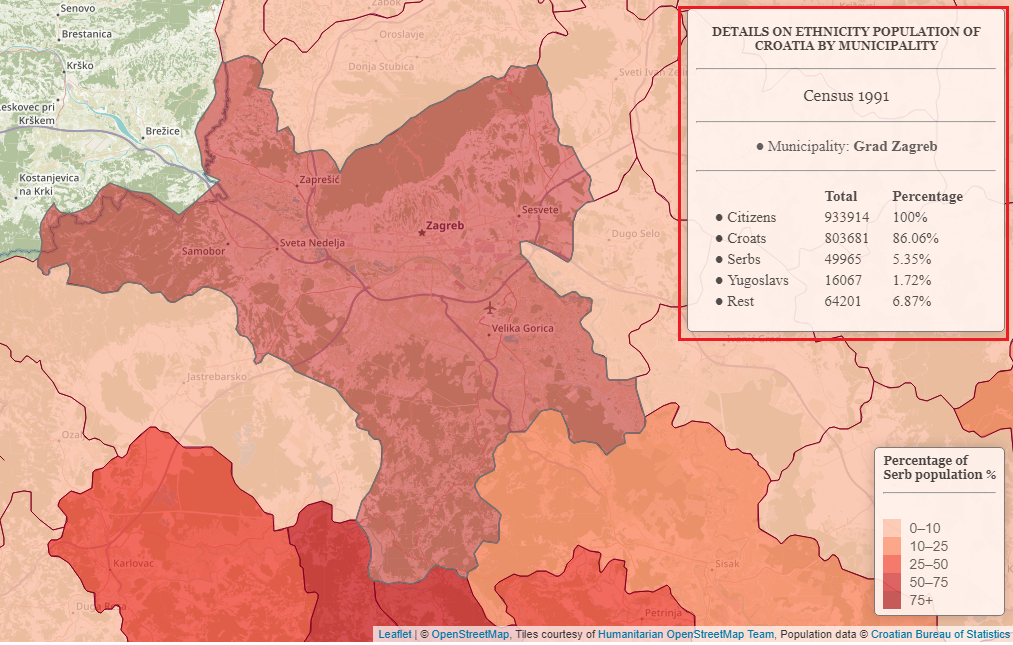 Senovo
Brestanica
Krško
Leskovec pri
Krškem
Brežice
Kostanjevica
na Krki
Zabok
Oroslavje
Donja Stubica
Sveti Ivan Zeli
Zaprešić
Zagreb
Sesvete
Dugo Selo
Samobor
Sveta Nedelja
Velika Gorica
Ivanić-Grad
Jastrebarsko
Ozalj
Karlovac
Duga Resa
Sisak
Petrinja
DETAILS ON ETHNICITY POPULATION OF
CROATIA BY MUNICIPALITY
Census 1991
● Municipality: Grad Zagreb
Total Percentage
● Citizens 933914 100%
● Croats 803681 86.06%
● Serbs 49965 5.35%
● Yugoslavs 16067 1.72%
● Rest 64201 6.87%
Percentage of
Serb population %
0–10
10–25
25–50
50–75
75+
Leaflet | © OpenStreetMap, Tiles courtesy of Humanitarian OpenStreetMap Team, Population data © Croatian Bureau of Statistics